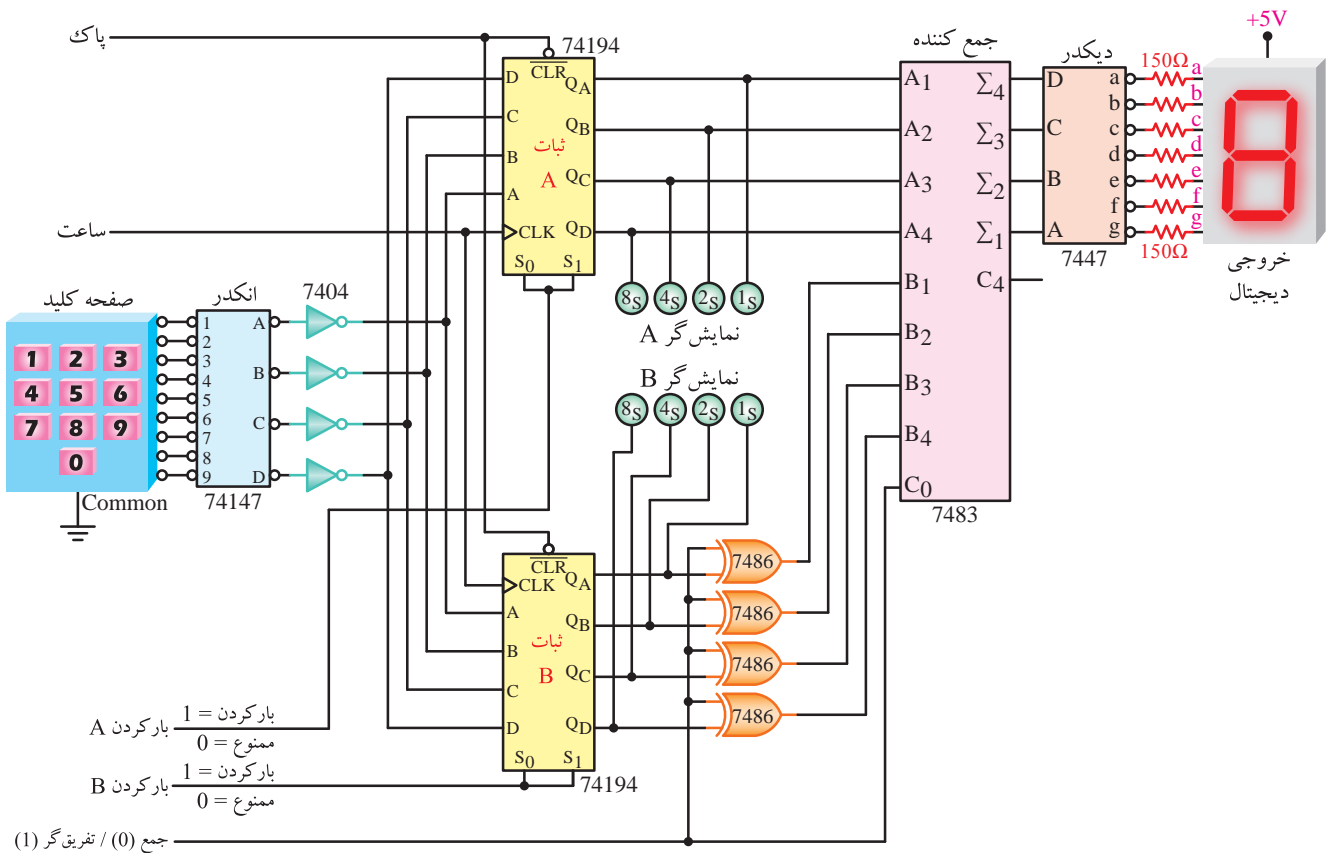 پاک
74194
D
C
B
A
CLR
CLK
QA
QB
QC
QD
S0 S1
ثبات
A
ساعت
صفحه کلید
1 2 3
4 5 6
7 8 9
0
Common
انکدر
1
2
3
4
5
6
7
8
9
A
B
C
D
74147
7404
8s 4s 2s 1s
نمایش‌گر A
نمایش‌گر B
8s 4s 2s 1s
CLR
CLK
A
B
C
D
QA
QB
QC
QD
S0 S1
ثبات
B
74194
7486
7486
7486
7486
جمع کننده
A1
A2
A3
A4
B1
B2
B3
B4
C0
Σ4
Σ3
Σ2
Σ1
C4
7483
دیکدر
D
C
B
A
a
b
c
d
e
f
g
7447
150Ω
150Ω
a
b
c
d
e
f
g
+5V
8
خروجی
دیجیتال
بارکردن A
بارکردن = 1
ممنوع = 0
بارکردن B
بارکردن = 1
ممنوع = 0
جمع (0) / تفریق‌گر (1)